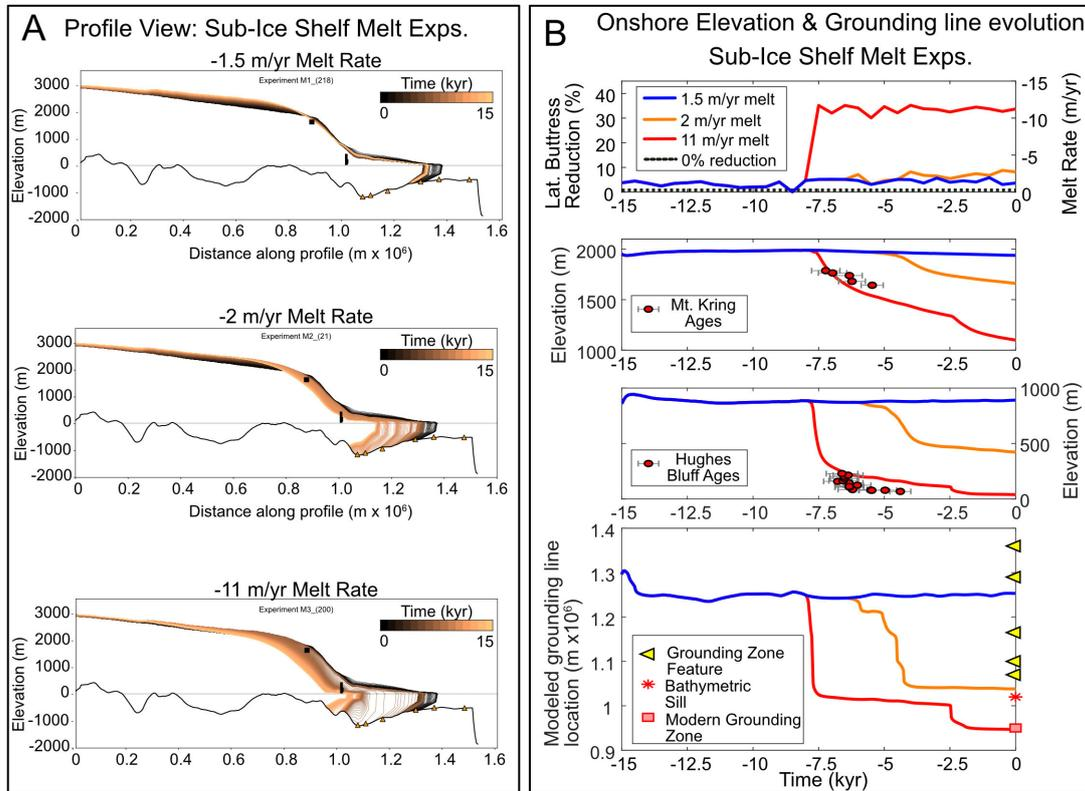 A Profile View: Sub-Ice Shelf Melt Exps.
-1.5 m/yr Melt Rate
Experiment M1_(218)
Time (kyr)
0 15
Elevation (m)
3000
2000
1000
0
-1000
-2000
0 0.2 0.4 0.6 0.8 1.0 1.2 1.4 1.6
Distance along profile (m x 10⁶)
-2 m/yr Melt Rate
Experiment M2_(21)
Time (kyr)
0 15
Elevation (m)
3000
2000
1000
0
-1000
-2000
0 0.2 0.4 0.6 0.8 1.0 1.2 1.4 1.6
Distance along profile (m x 10⁶)
-11 m/yr Melt Rate
Experiment M3_(200)
Time (kyr)
0 15
Elevation (m)
3000
2000
1000
0
-1000
-2000
0 0.2 0.4 0.6 0.8 1.0 1.2 1.4 1.6
B Onshore Elevation & Grounding line evolution
Sub-Ice Shelf Melt Exps.
Lat. Buttress
Reduction (%)
40
30
20
10
0
1.5 m/yr melt
2 m/yr melt
11 m/yr melt
0% reduction
-15
-10
-5
0
Melt Rate (m/yr)
-15 -12.5 -10 -7.5 -5 -2.5 0
Elevation (m)
2000
1500
1000
Mt. Kring
Ages
-15 -12.5 -10 -7.5 -5 -2.5 0
Hughes
Bluff Ages
1000
500
0
Elevation (m)
-15 -12.5 -10 -7.5 -5 -2.5 0
Modeled grounding line
location (m x10⁶)
1.4
1.3
1.2
1.1
1
0.9
Grounding Zone
Feature
Bathymetric
Sill
Modern Grounding
Zone
-15 -12.5 -10 -7.5 -5 -2.5 0
Time (kyr)